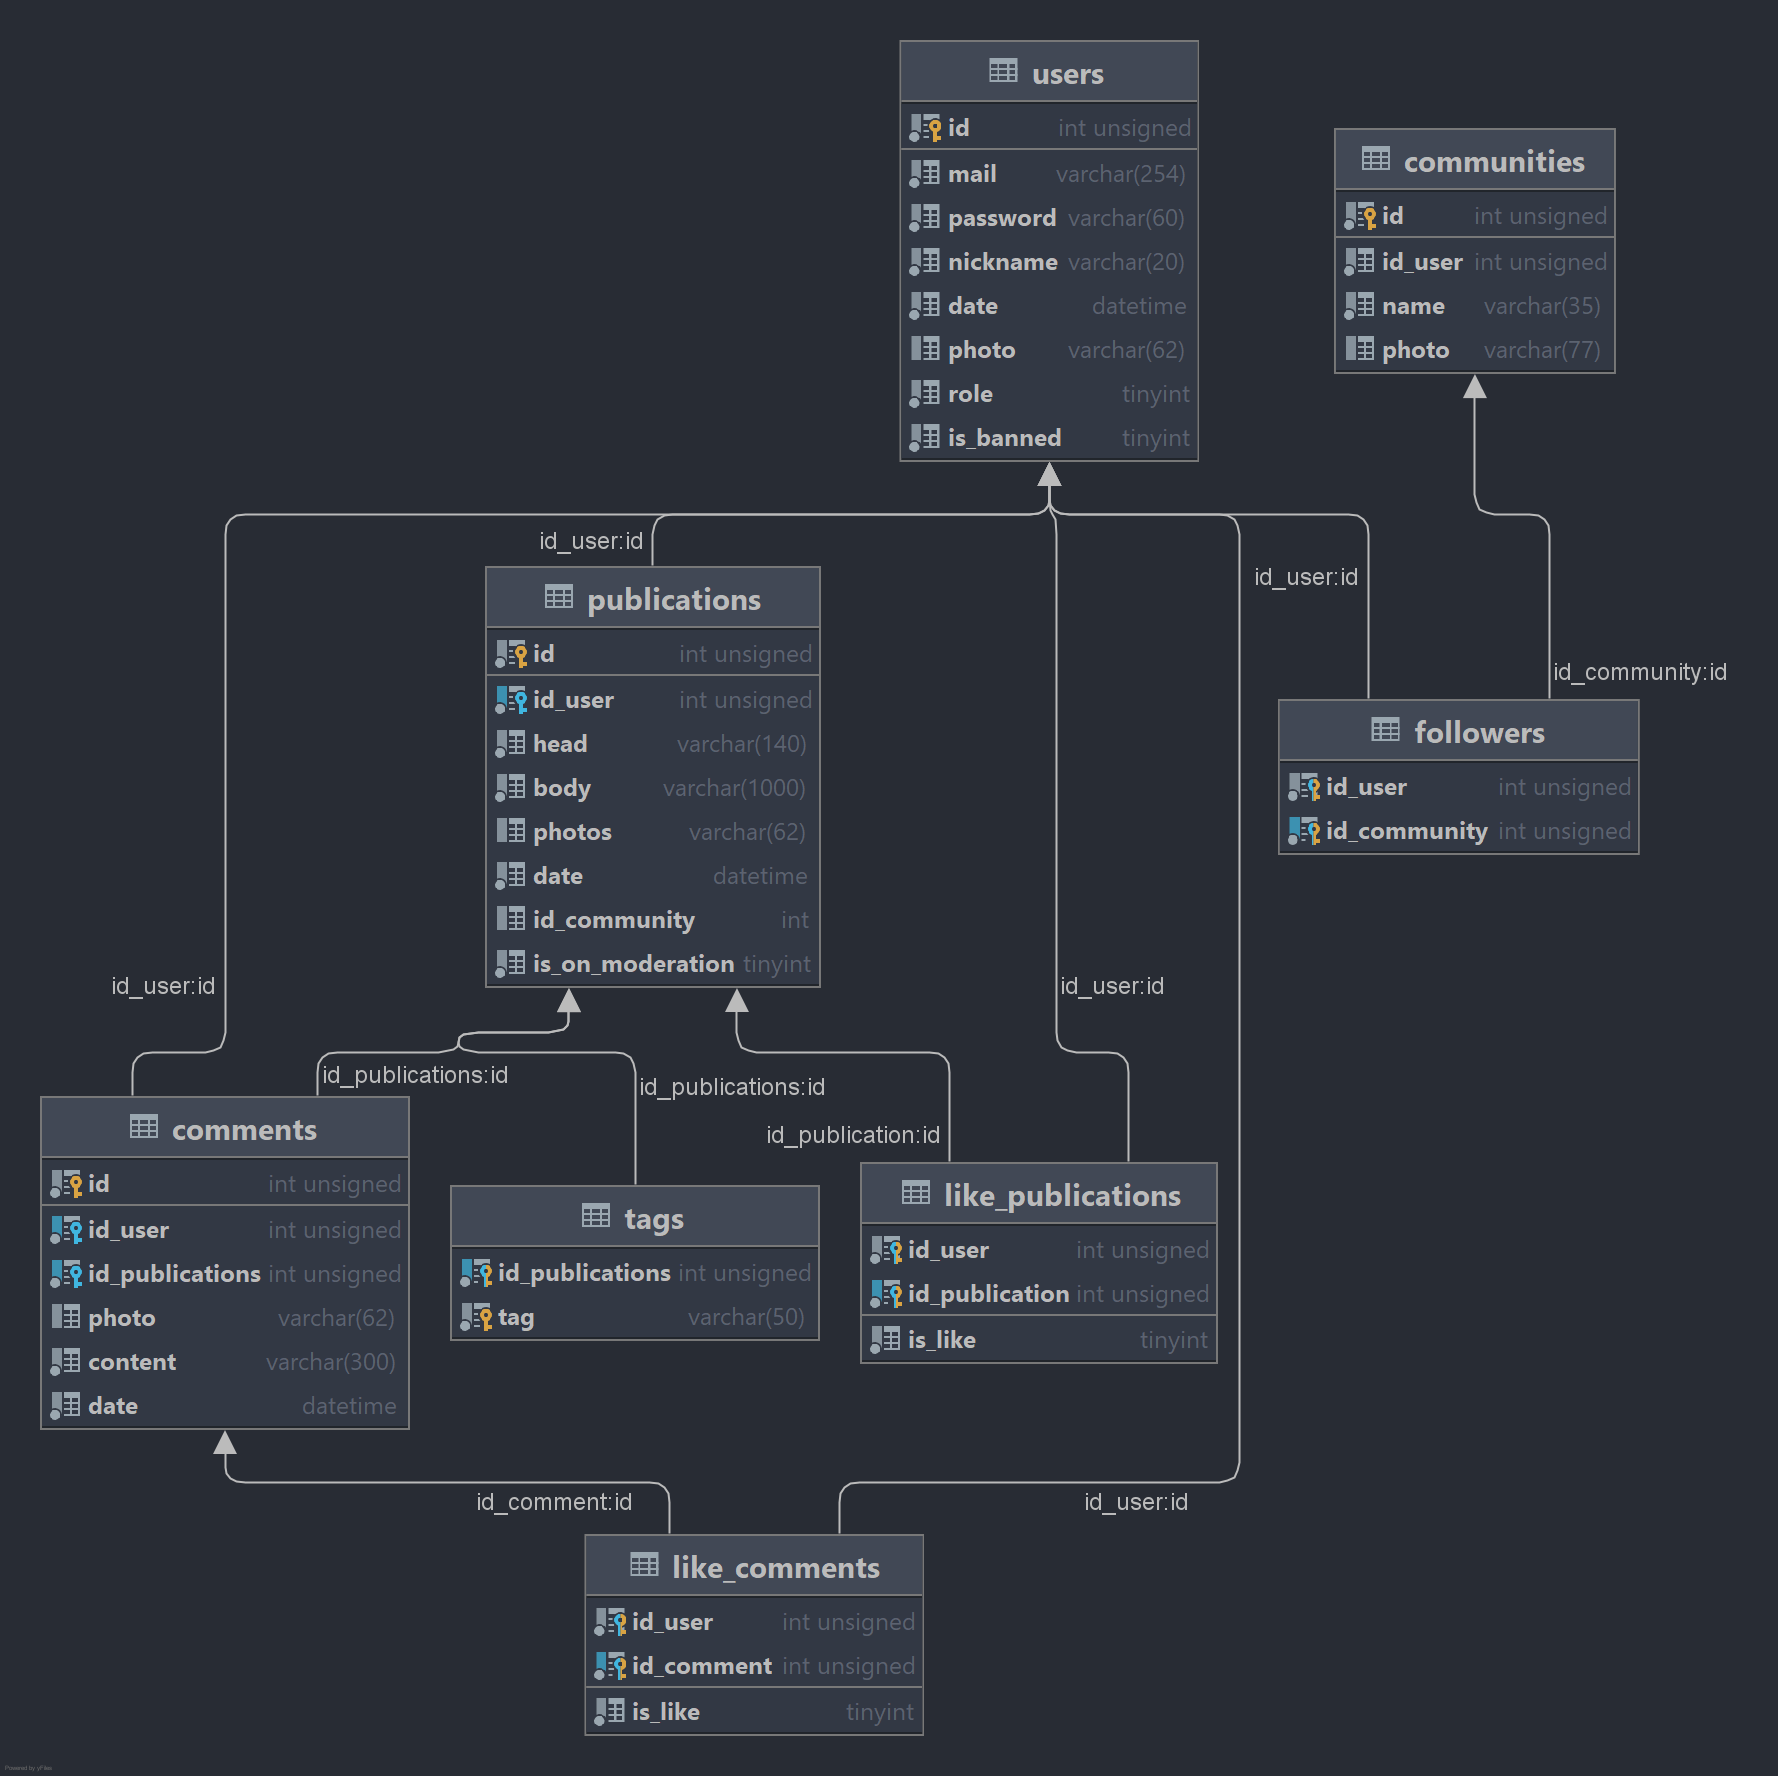 users
id int unsigned
mail varchar(254)
password varchar(60)
nickname varchar(20)
date datetime
photo varchar(62)
role tinyint
is_banned tinyint
communities
id int unsigned
id_user int unsigned
name varchar(35)
photo varchar(77)
id_user:id
id_user:id
id_community:id
publications
id int unsigned
id_user int unsigned
head varchar(140)
body varchar(1000)
photos varchar(62)
date datetime
id_community int
is_on_moderation tinyint
followers
id_user int unsigned
id_community int unsigned
id_user:id
id_user:id
id_publications:id
id_publications:id
id_publication:id
comments
id int unsigned
id_user int unsigned
id_publications int unsigned
photo varchar(62)
content varchar(300)
date datetime
tags
id_publications int unsigned
tag varchar(50)
like_publications
id_user int unsigned
id_publication int unsigned
is_like tinyint
id_comment:id
id_user:id
like_comments
id_user int unsigned
id_comment int unsigned
is_like tinyint
Powered by yFiles